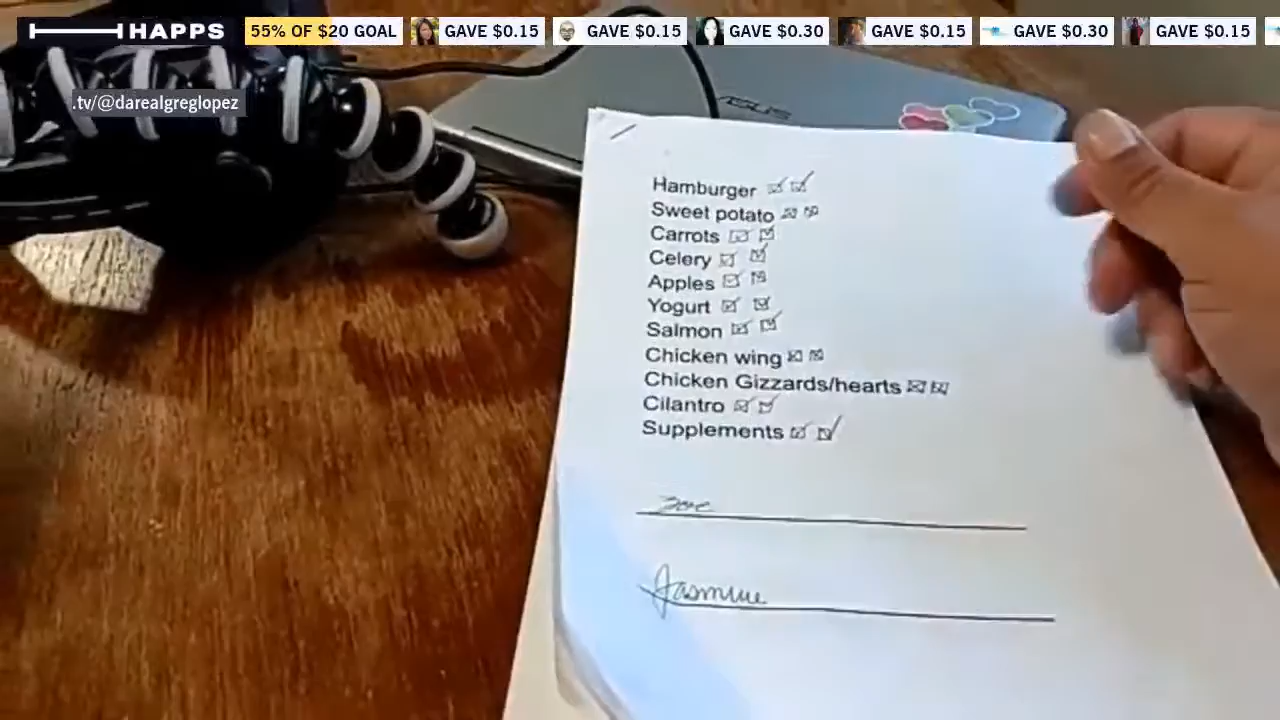 HAPPS 55% OF $20 GOAL GAVE $0.15 GAVE $0.15 GAVE $0.30 GAVE $0.15 GAVE $0.30 GAVE $0.15
.tv/@darealgreglopez
ASUS
Hamburger
Sweet potato
Carrots
Celery
Apples
Yogurt
Salmon
Chicken wing
Chicken Gizzards/hearts
Cilantro
Supplements
Zoe
Jasmine